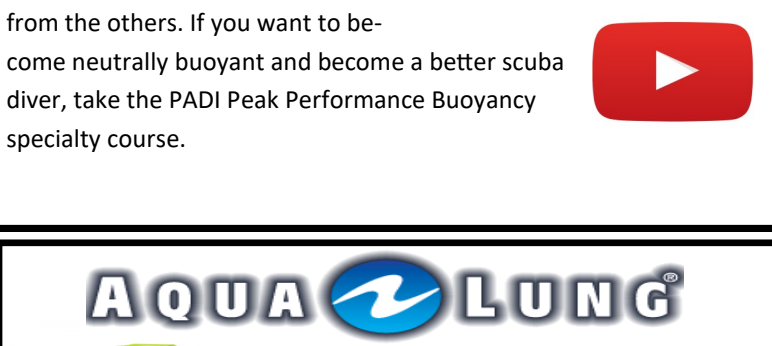 from the others. If you want to be-
come neutrally buoyant and become a better scuba
diver, take the PADI Peak Performance Buoyancy
specialty course.
AQUA LUNG®